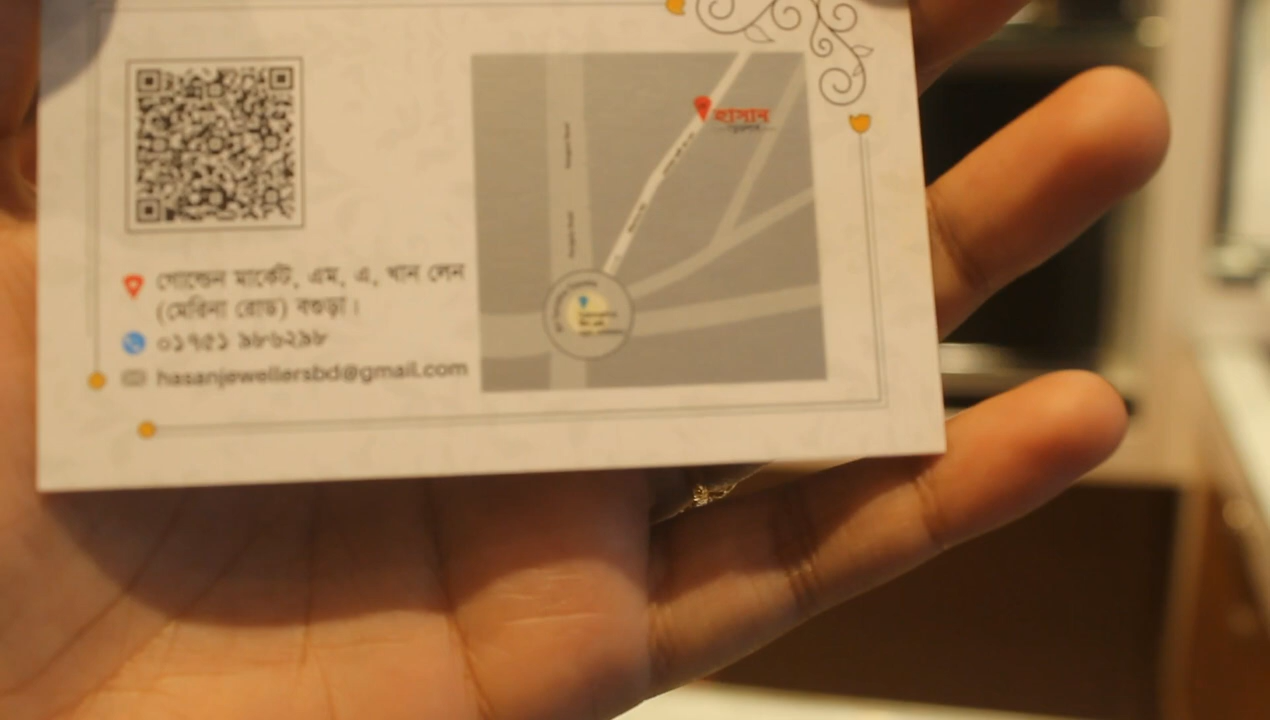 হাসান
গোল্ডেন মার্কেট, এম, এ, খান লেন
(মেরিনা রোড) বগুড়া।
০১৭৫১ ৯৮৬২৯৮
hasanjewellersbd@gmail.com